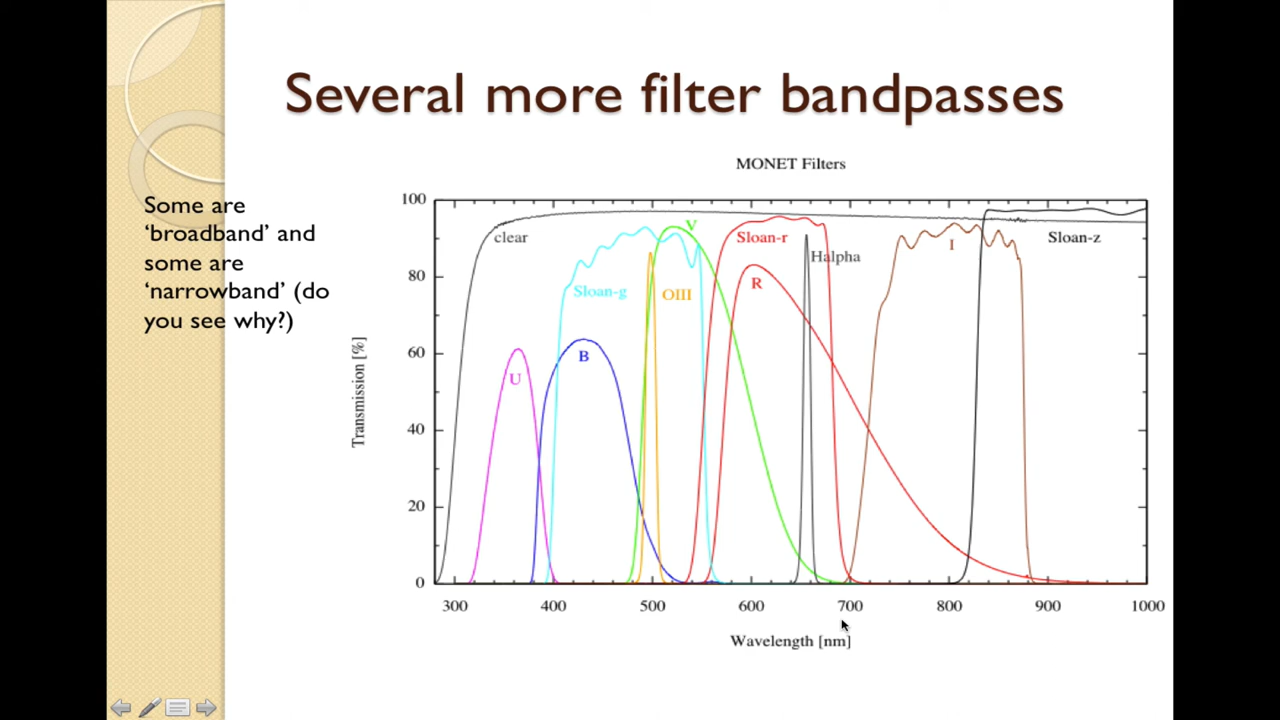 Several more filter bandpasses
Some are
‘broadband’ and
some are
‘narrowband’ (do
you see why?)
MONET Filters
Transmission [%]
100
80
60
40
20
0
clear
U
B
Sloan-g
OIII
V
Sloan-r
R
Halpha
I
Sloan-z
300 400 500 600 700 800 900 1000
Wavelength [nm]